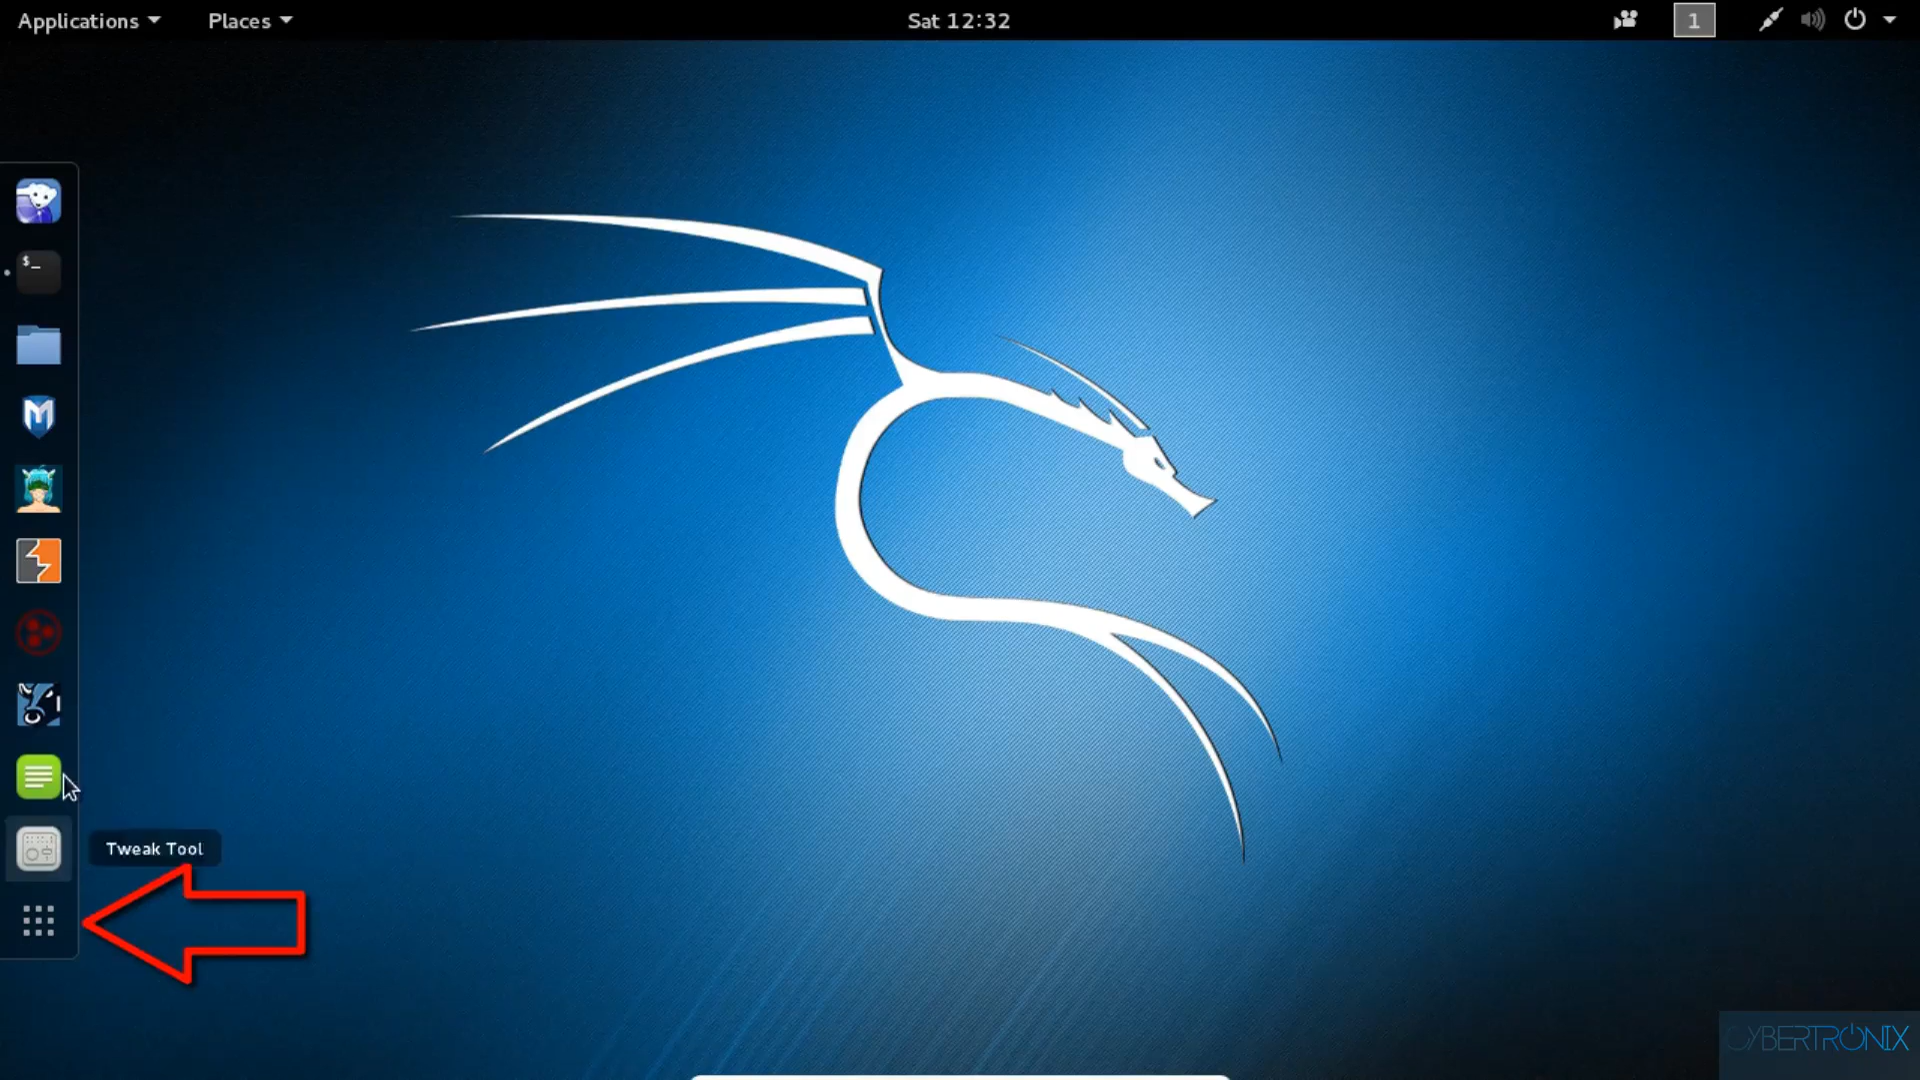 Applications
Places
Sat 12:32
1
$_
Tweak Tool
CYBERTRONIX